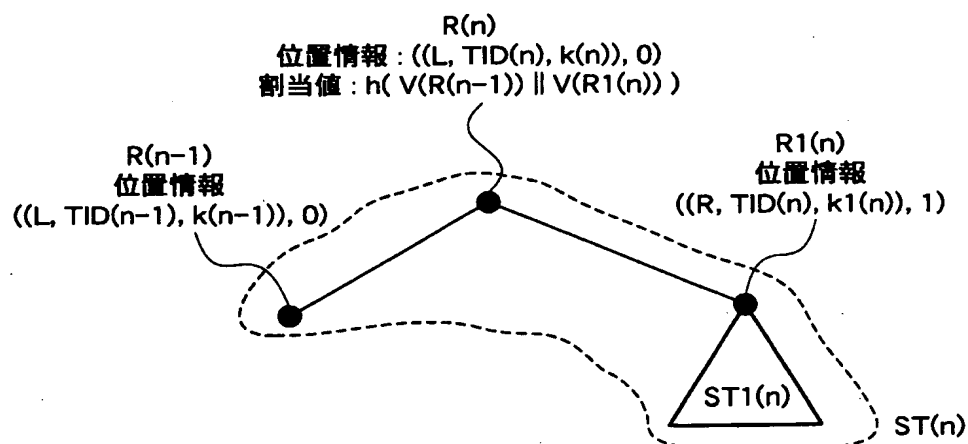 R(n)
位置情報 : ((L, TID(n), k(n)), 0)
割当値 : h( V(R(n-1)) || V(R1(n)) )
R(n-1)
位置情報
((L, TID(n-1), k(n-1)), 0)
R1(n)
位置情報
((R, TID(n), k1(n)), 1)
ST1(n)
ST(n)